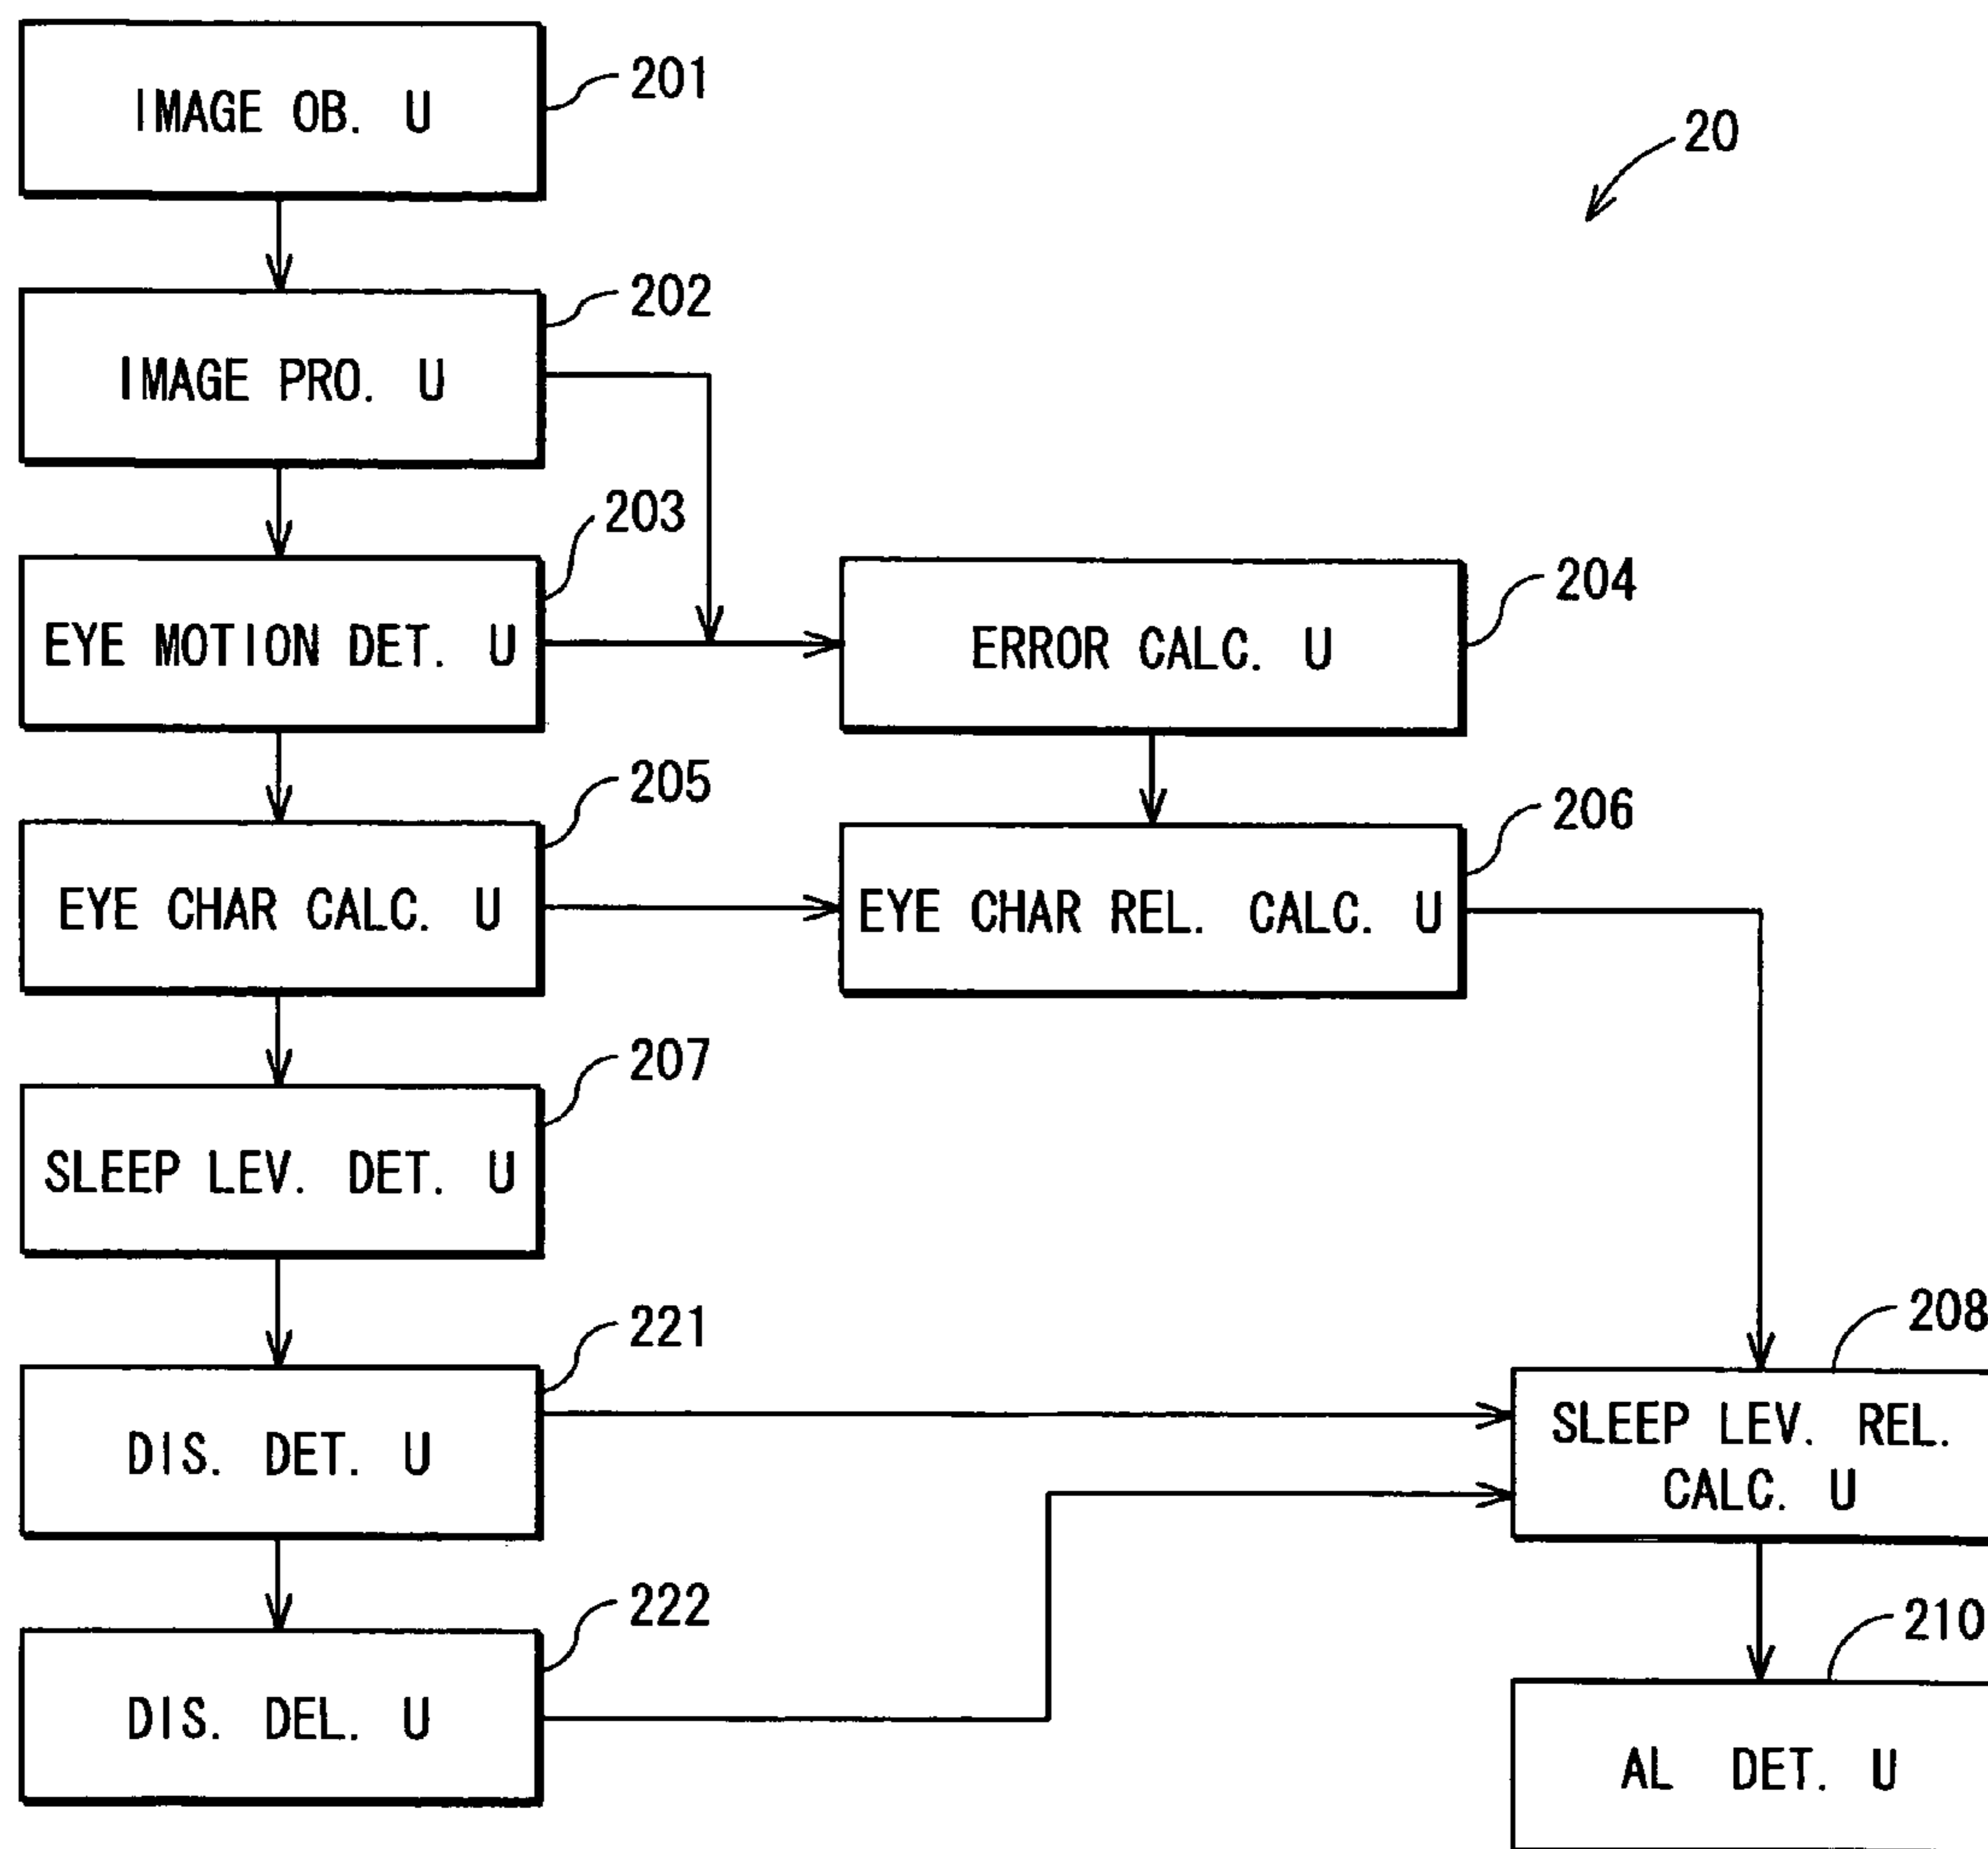 IMAGE OB. U
201
20
IMAGE PRO. U
202
EYE MOTION DET. U
203
ERROR CALC. U
204
EYE CHAR CALC. U
205
EYE CHAR REL. CALC. U
206
SLEEP LEV. DET. U
207
DIS. DET. U
221
SLEEP LEV. REL.
CALC. U
208
DIS. DEL. U
222
AL DET. U
210